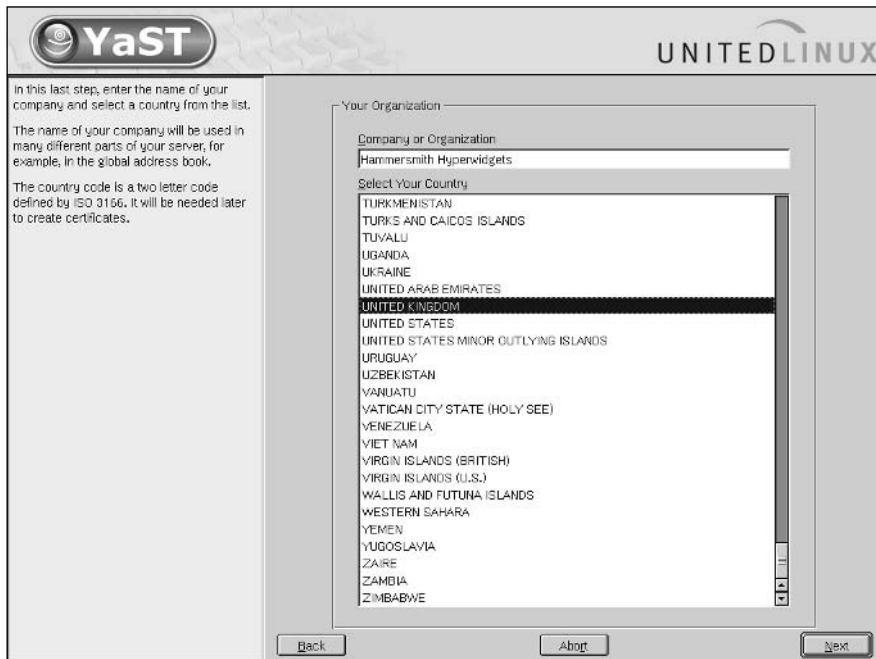 YaST
UNITEDLINUX
In this last step, enter the name of your
company and select a country from the list.
The name of your company will be used in
many different parts of your server, for
example, in the global address book.
The country code is a two letter code
defined by ISO 3166. It will be needed later
to create certificates.
Your Organization
Company or Organization
Hammersmith Hyperwidgets
Select Your Country
TURKMENISTAN
TURKS AND CAICOS ISLANDS
TUVALU
UGANDA
UKRAINE
UNITED ARAB EMIRATES
UNITED KINGDOM
UNITED STATES
UNITED STATES MINOR OUTLYING ISLANDS
URUGUAY
UZBEKISTAN
VANUATU
VATICAN CITY STATE (HOLY SEE)
VENEZUELA
VIET NAM
VIRGIN ISLANDS (BRITISH)
VIRGIN ISLANDS (U.S.)
WALLIS AND FUTUNA ISLANDS
WESTERN SAHARA
YEMEN
YUGOSLAVIA
ZAIRE
ZAMBIA
ZIMBABWE
Back
Abort
Next